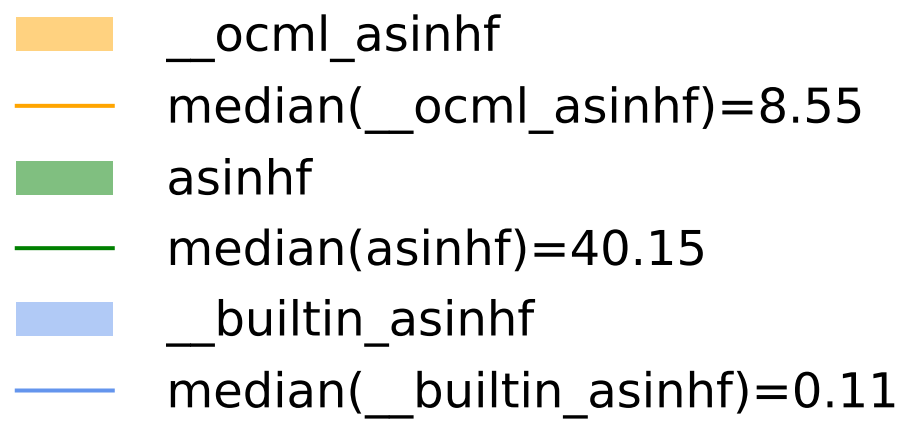 __ocml_asinhf
median(__ocml_asinhf)=8.55
asinhf
median(asinhf)=40.15
__builtin_asinhf
median(__builtin_asinhf)=0.11